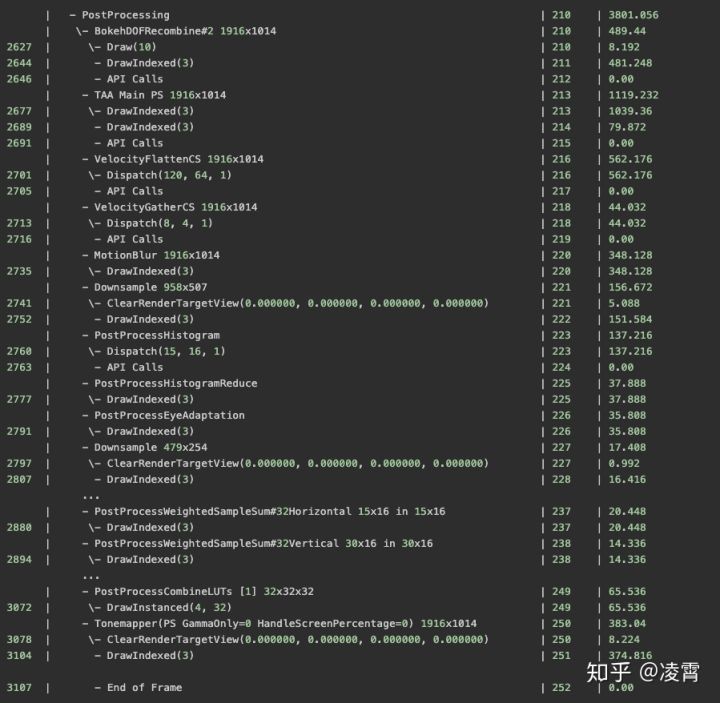 | - PostProcessing | 210 | 3801.056
| \- BokehDOFRecombine#2 1916x1014 | 210 | 489.44
2627 | \- Draw(10) | 210 | 8.192
2644 | - DrawIndexed(3) | 211 | 481.248
2646 | - API Calls | 212 | 0.00
| - TAA Main PS 1916x1014 | 213 | 1119.232
2677 | \- DrawIndexed(3) | 213 | 1039.36
2689 | - DrawIndexed(3) | 214 | 79.872
2691 | - API Calls | 215 | 0.00
| - VelocityFlattenCS 1916x1014 | 216 | 562.176
2701 | \- Dispatch(120, 64, 1) | 216 | 562.176
2705 | - API Calls | 217 | 0.00
| - VelocityGatherCS 1916x1014 | 218 | 44.032
2713 | \- Dispatch(8, 4, 1) | 218 | 44.032
2716 | - API Calls | 219 | 0.00
| - MotionBlur 1916x1014 | 220 | 348.128
2735 | \- DrawIndexed(3) | 220 | 348.128
| - Downsample 958x507 | 221 | 156.672
2741 | \- ClearRenderTargetView(0.000000, 0.000000, 0.000000, 0.000000) | 221 | 5.088
2752 | - DrawIndexed(3) | 222 | 151.584
| - PostProcessHistogram | 223 | 137.216
2760 | \- Dispatch(15, 16, 1) | 223 | 137.216
2763 | - API Calls | 224 | 0.00
| - PostProcessHistogramReduce | 225 | 37.888
2777 | \- DrawIndexed(3) | 225 | 37.888
| - PostProcessEyeAdaptation | 226 | 35.808
2791 | \- DrawIndexed(3) | 226 | 35.808
| - Downsample 479x254 | 227 | 17.408
2797 | \- ClearRenderTargetView(0.000000, 0.000000, 0.000000, 0.000000) | 227 | 0.992
2807 | - DrawIndexed(3) | 228 | 16.416
...
| - PostProcessWeightedSampleSum#32Horizontal 15x16 in 15x16 | 237 | 20.448
2880 | \- DrawIndexed(3) | 237 | 20.448
| - PostProcessWeightedSampleSum#32Vertical 30x16 in 30x16 | 238 | 14.336
2894 | \- DrawIndexed(3) | 238 | 14.336
...
| - PostProcessCombineLUTs [1] 32x32x32 | 249 | 65.536
3072 | \- DrawInstanced(4, 32) | 249 | 65.536
| - Tonemapper(PS GammaOnly=0 HandleScreenPercentage=0) 1916x1014 | 250 | 383.04
3078 | \- ClearRenderTargetView(0.000000, 0.000000, 0.000000, 0.000000) | 250 | 8.224
3104 | - DrawIndexed(3) | 251 | 374.816
知乎 @凌霄
3107 | - End of Frame | 252 | 0.00